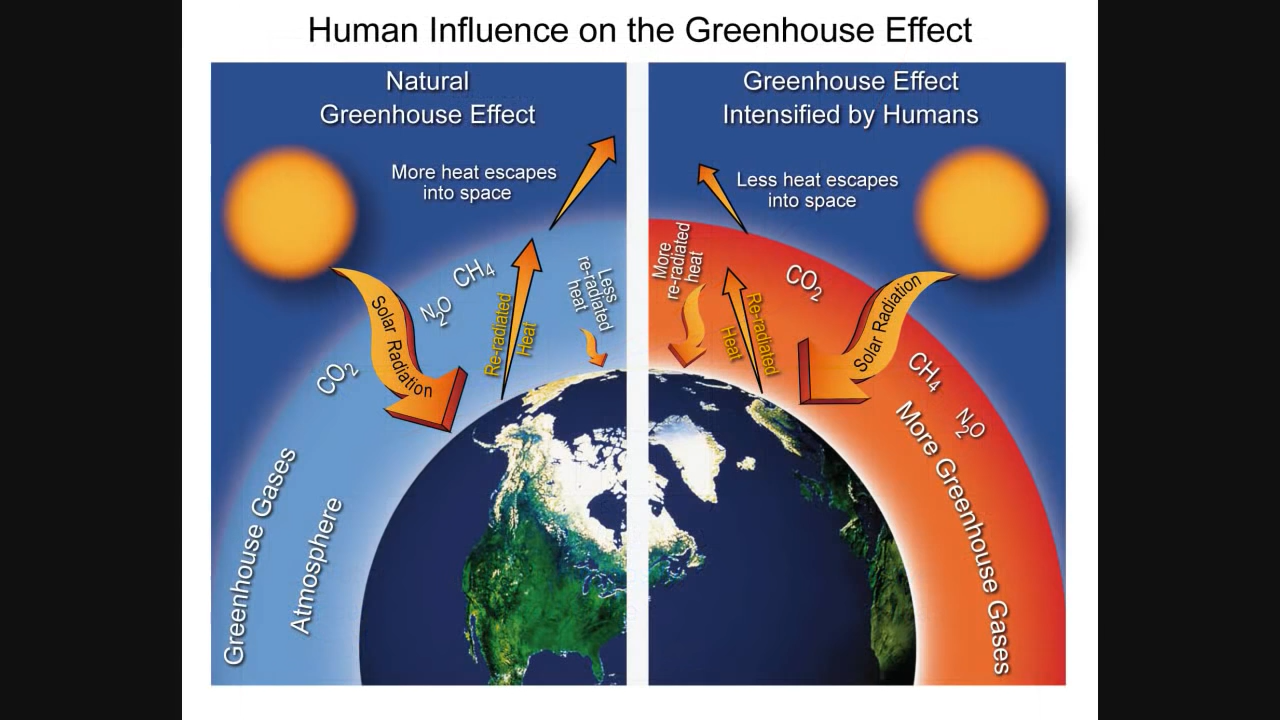 Human Influence on the Greenhouse Effect
Natural
Greenhouse Effect
More heat escapes
into space
CH4
N2O
CO2
Solar Radiation
Re-radiated
Heat
Less
re-radiated
heat
Greenhouse Gases
Atmosphere
Greenhouse Effect
Intensified by Humans
Less heat escapes
into space
More
re-radiated
heat
Re-radiated
Heat
CO2
Solar Radiation
CH4
N2O
More Greenhouse Gases